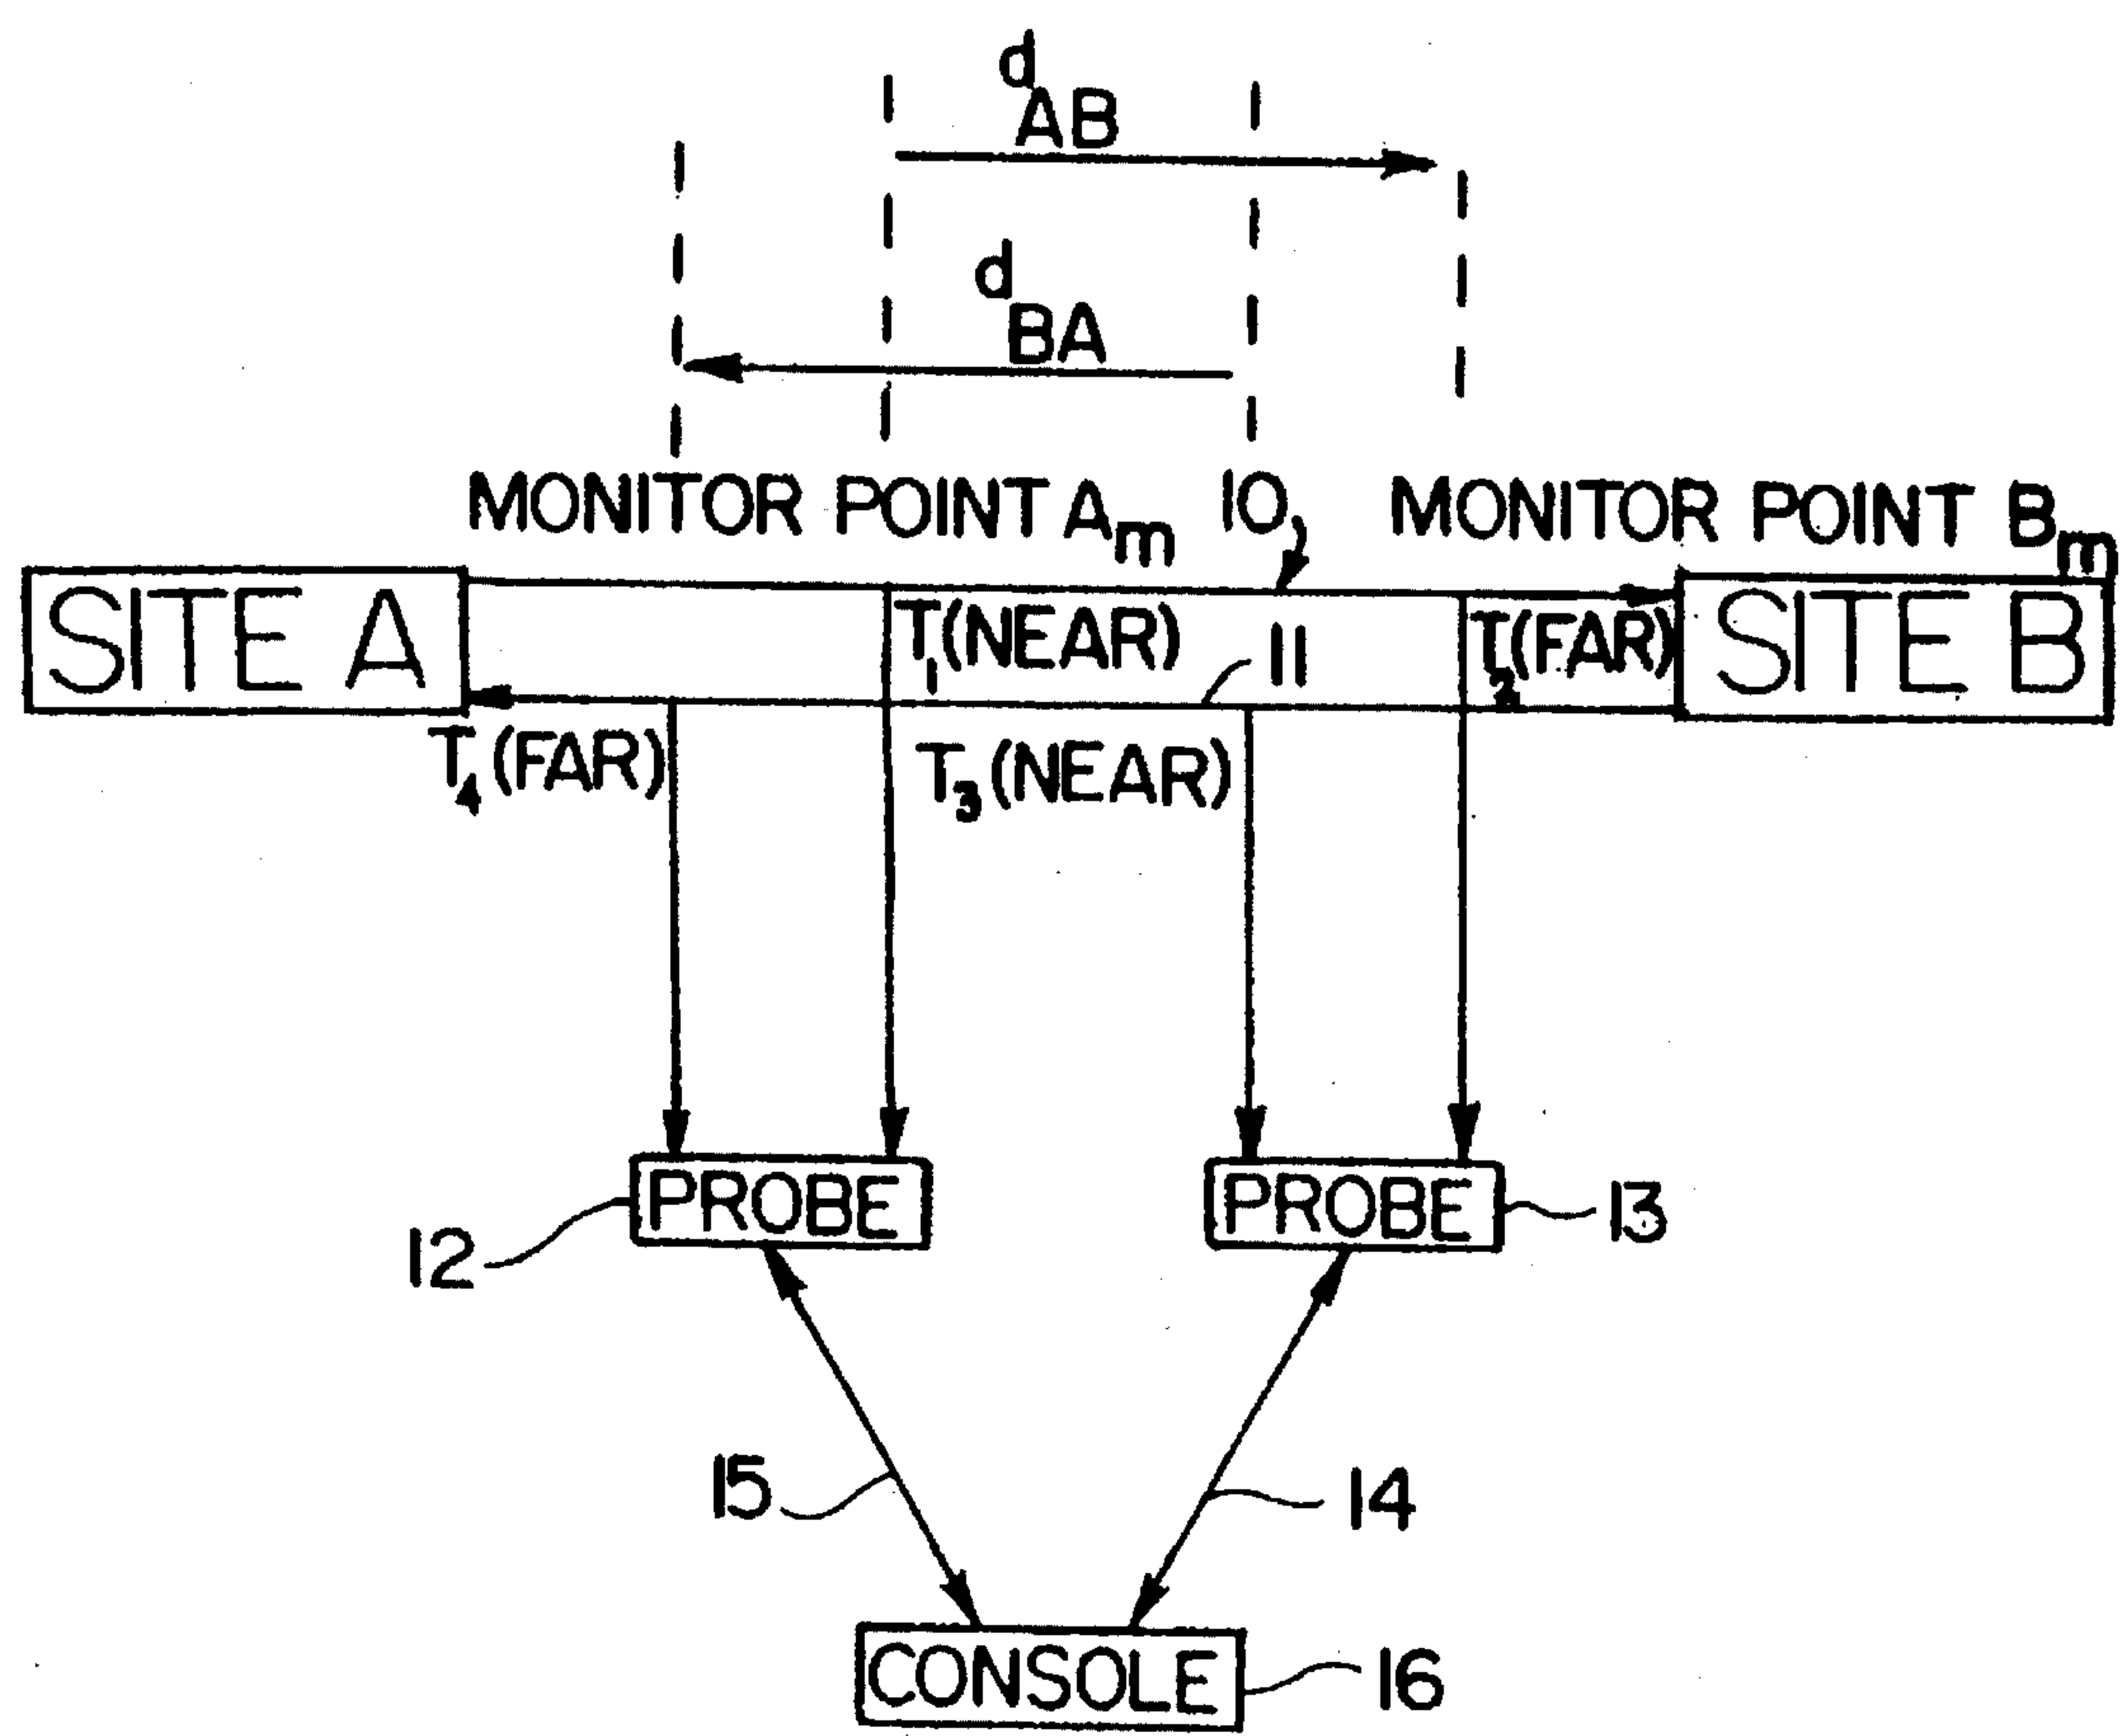 d
AB
d
BA
MONITOR POINT Am 10 MONITOR POINT Bm
SITE A
T1(NEAR)
11
T2(FAR)
SITE B
T4(FAR)
T3(NEAR)
PROBE
PROBE
13
12
15
14
CONSOLE
16